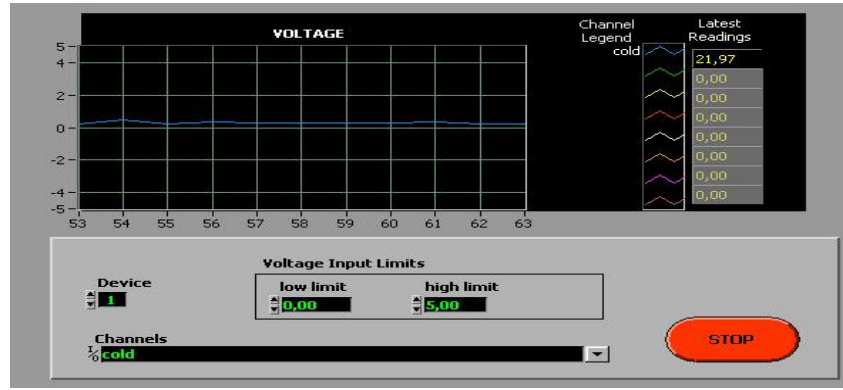 VOLTAGE
Channel Legend
Latest Readings
cold
21,97
0,00
0,00
0,00
0,00
0,00
0,00
0,00
5
4
2
0
-2
-4
-5
53 54 55 56 57 58 59 60 61 62 63
Voltage Input Limits
Device
low limit high limit
1
0,00 5,00
Channels
I/O cold
STOP